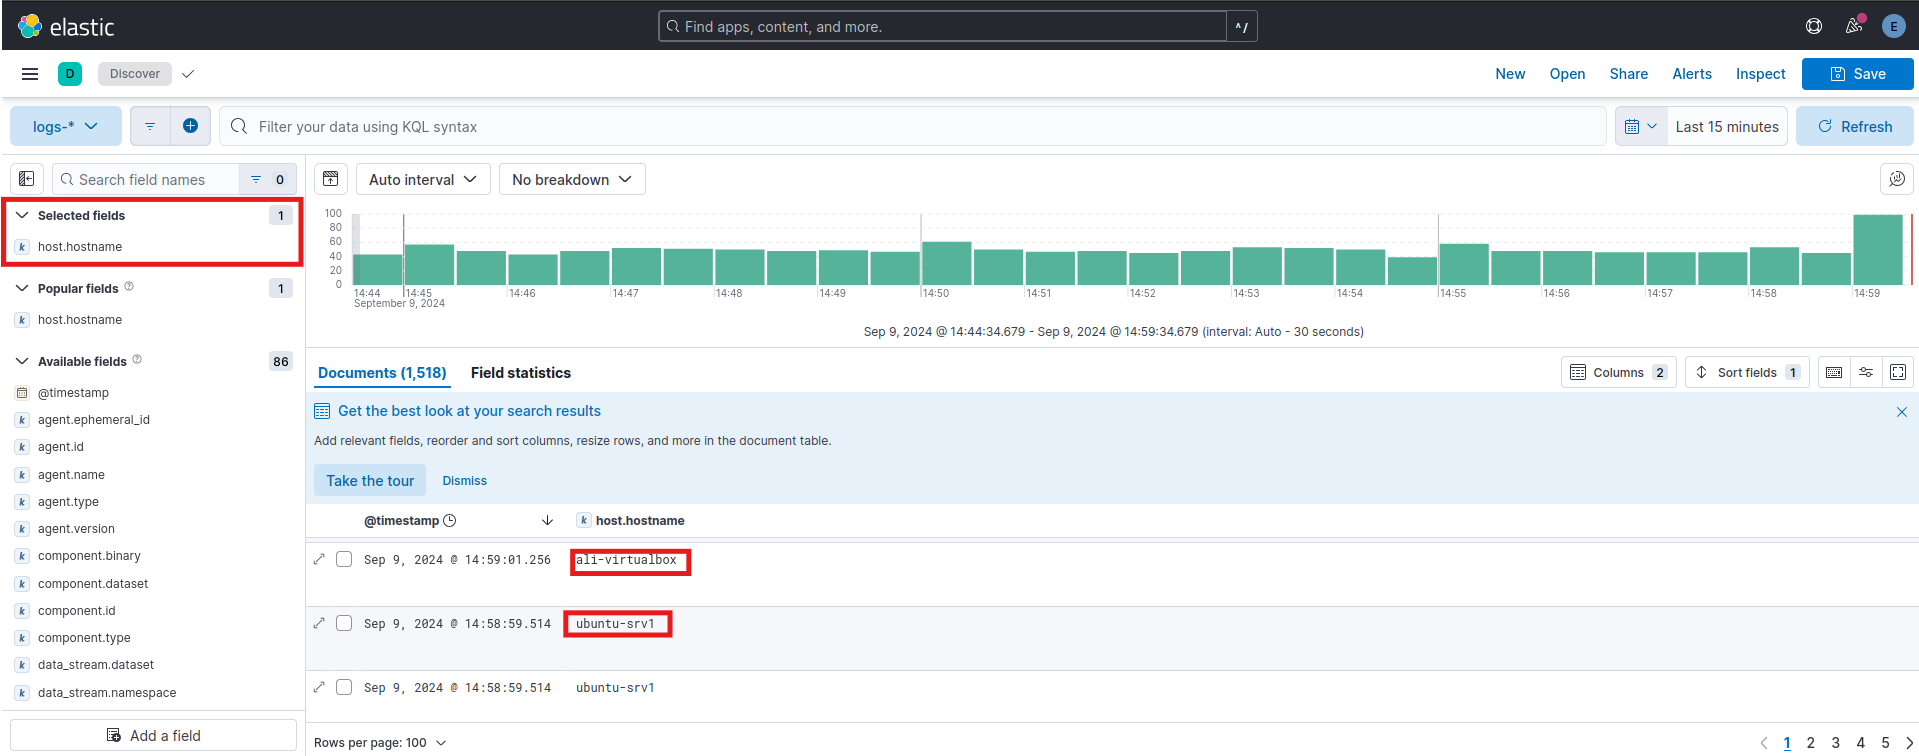 elastic
Find apps, content, and more.
^/
E
D
Discover
New
Open
Share
Alerts
Inspect
Save
logs-*
Filter your data using KQL syntax
Last 15 minutes
Refresh
Search field names
0
Auto interval
No breakdown
Selected fields
1
k host.hostname
Popular fields
1
k host.hostname
Available fields
86
@timestamp
k agent.ephemeral_id
k agent.id
k agent.name
k agent.type
k agent.version
k component.binary
k component.dataset
k component.id
k component.type
k data_stream.dataset
k data_stream.namespace
Add a field
100
80
60
40
20
0
14:44 14:45 14:46 14:47 14:48 14:49 14:50 14:51 14:52 14:53 14:54 14:55 14:56 14:57 14:58 14:59
September 9, 2024
Sep 9, 2024 @ 14:44:34.679 - Sep 9, 2024 @ 14:59:34.679 (interval: Auto - 30 seconds)
Documents (1,518)
Field statistics
Columns 2
Sort fields 1
Get the best look at your search results
Add relevant fields, reorder and sort columns, resize rows, and more in the document table.
Take the tour
Dismiss
@timestamp
k host.hostname
Sep 9, 2024 @ 14:59:01.256 ali-virtualbox
Sep 9, 2024 @ 14:58:59.514 ubuntu-srv1
Sep 9, 2024 @ 14:58:59.514 ubuntu-srv1
Rows per page: 100
1 2 3 4 5